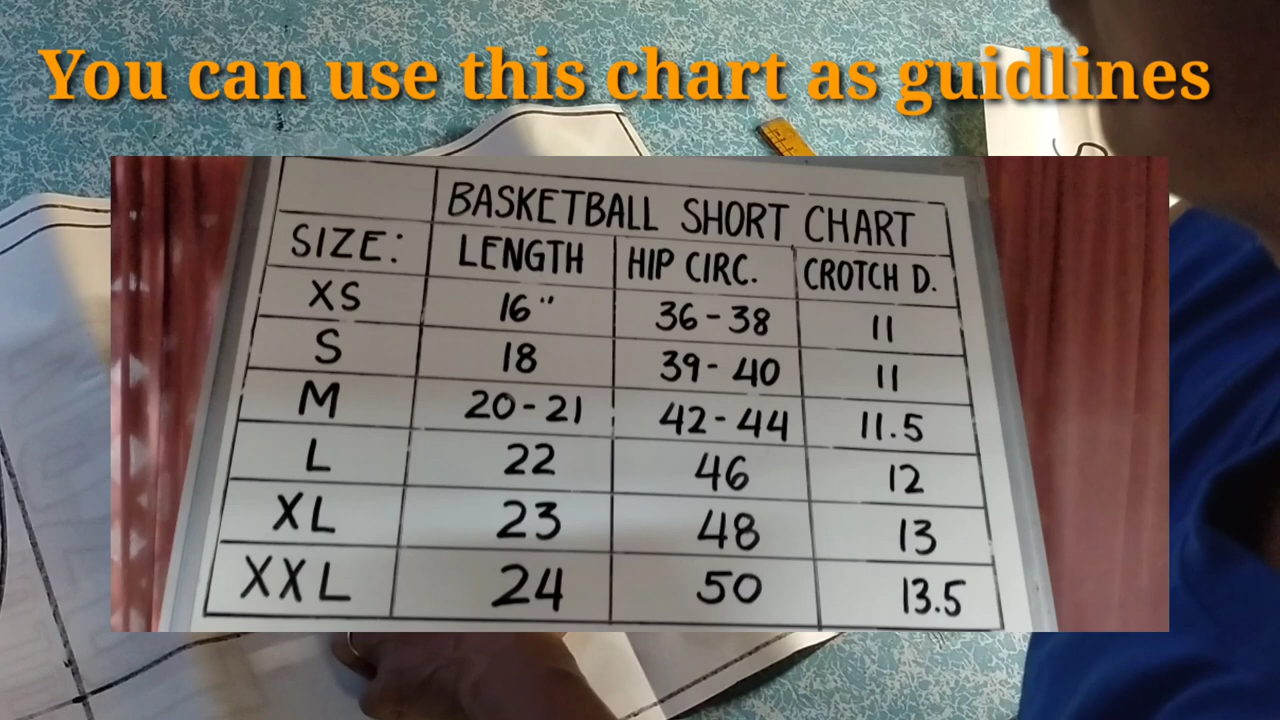 You can use this chart as guidlines
BASKETBALL SHORT CHART
SIZE: LENGTH HIP CIRC. CROTCH D.
XS 16" 36-38 11
S 18 39-40 11
M 20-21 42-44 11.5
L 22 46 12
XL 23 48 13
XXL 24 50 13.5